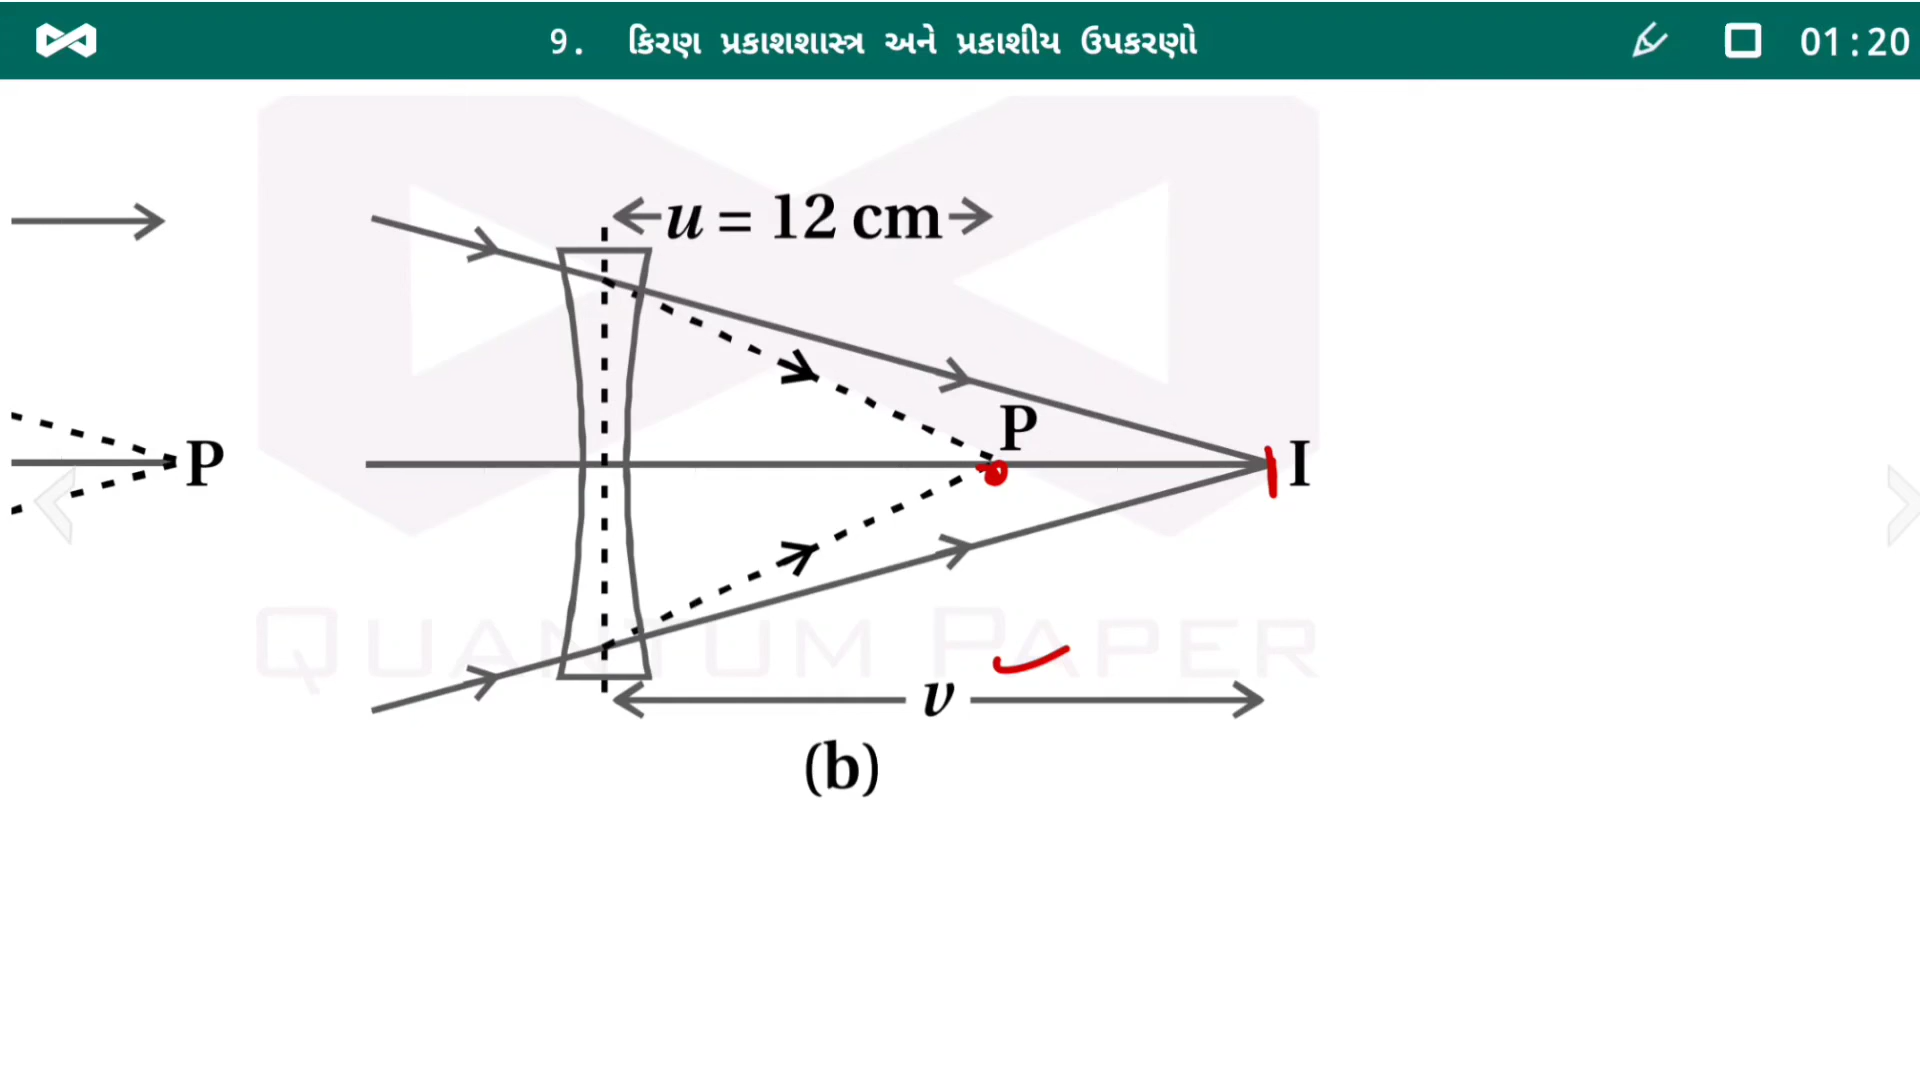 9. કિરણ પ્રકાશશાસ્ત્ર અને પ્રકાશીય ઉપકરણો
01:20
u = 12 cm
P
P
I
QUANTUM PAPER
v
(b)